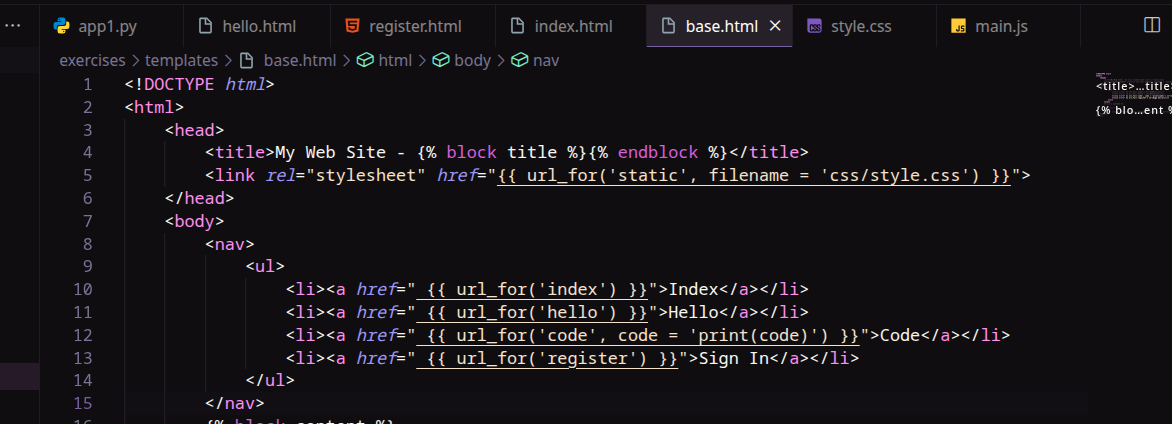 ··· app1.py hello.html register.html index.html base.html × style.css JS main.js
exercises > templates > base.html > html > body > nav
1 <!DOCTYPE html>
2 <html>
3 <head>
4 <title>My Web Site - {% block title %}{% endblock %}</title>
5 <link rel="stylesheet" href="{{ url_for('static', filename = 'css/style.css') }}">
6 </head>
7 <body>
8 <nav>
9 <ul>
10 <li><a href=" {{ url_for('index') }}">Index</a></li>
11 <li><a href=" {{ url_for('hello') }}">Hello</a></li>
12 <li><a href=" {{ url_for('code', code = 'print(code)') }}">Code</a></li>
13 <li><a href=" {{ url_for('register') }}">Sign In</a></li>
14 </ul>
15 </nav>
16 {% block content %}
<title>…title
{% blo…ent %